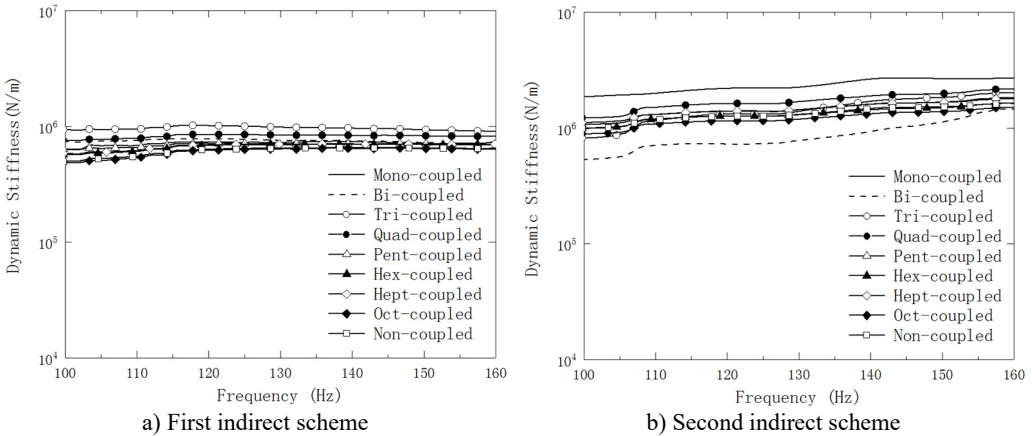 10^7
10^6
10^5
10^4
Dynamic Stiffness(N/m)
Mono-coupled
Bi-coupled
Tri-coupled
Quad-coupled
Pent-coupled
Hex-coupled
Hept-coupled
Oct-coupled
Non-coupled
100 110 120 130 140 150 160
Frequency (Hz)
a) First indirect scheme
10^7
10^6
10^5
10^4
Dynamic Stiffness(N/m)
Mono-coupled
Bi-coupled
Tri-coupled
Quad-coupled
Pent-coupled
Hex-coupled
Hept-coupled
Oct-coupled
Non-coupled
100 110 120 130 140 150 160
Frequency (Hz)
b) Second indirect scheme